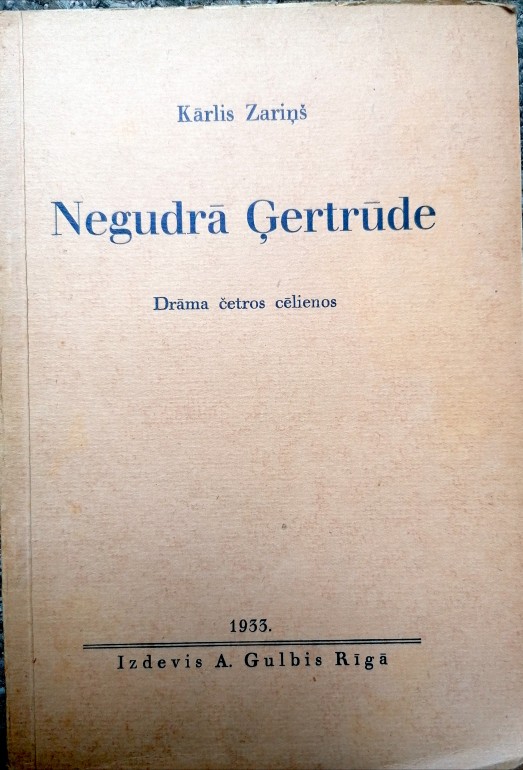 Kārlis Zariņš
Negudrā Ģertrūde
Drāma četros cēlienos
1933.
Izdevis A. Gulbis Rīgā